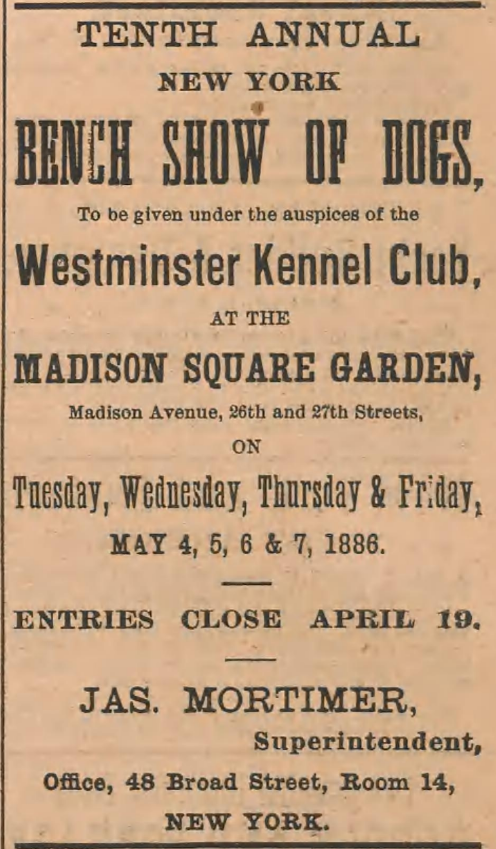 TENTH ANNUAL
NEW YORK
BENCH SHOW OF DOGS,
To be given under the auspices of the
Westminster Kennel Club,
AT THE
MADISON SQUARE GARDEN,
Madison Avenue, 26th and 27th Streets,
ON
Tuesday, Wednesday, Thursday & Friday,
MAY 4, 5, 6 & 7, 1886.
ENTRIES CLOSE APRIL 19.
JAS. MORTIMER,
Superintendent,
Office, 48 Broad Street, Room 14,
NEW YORK.